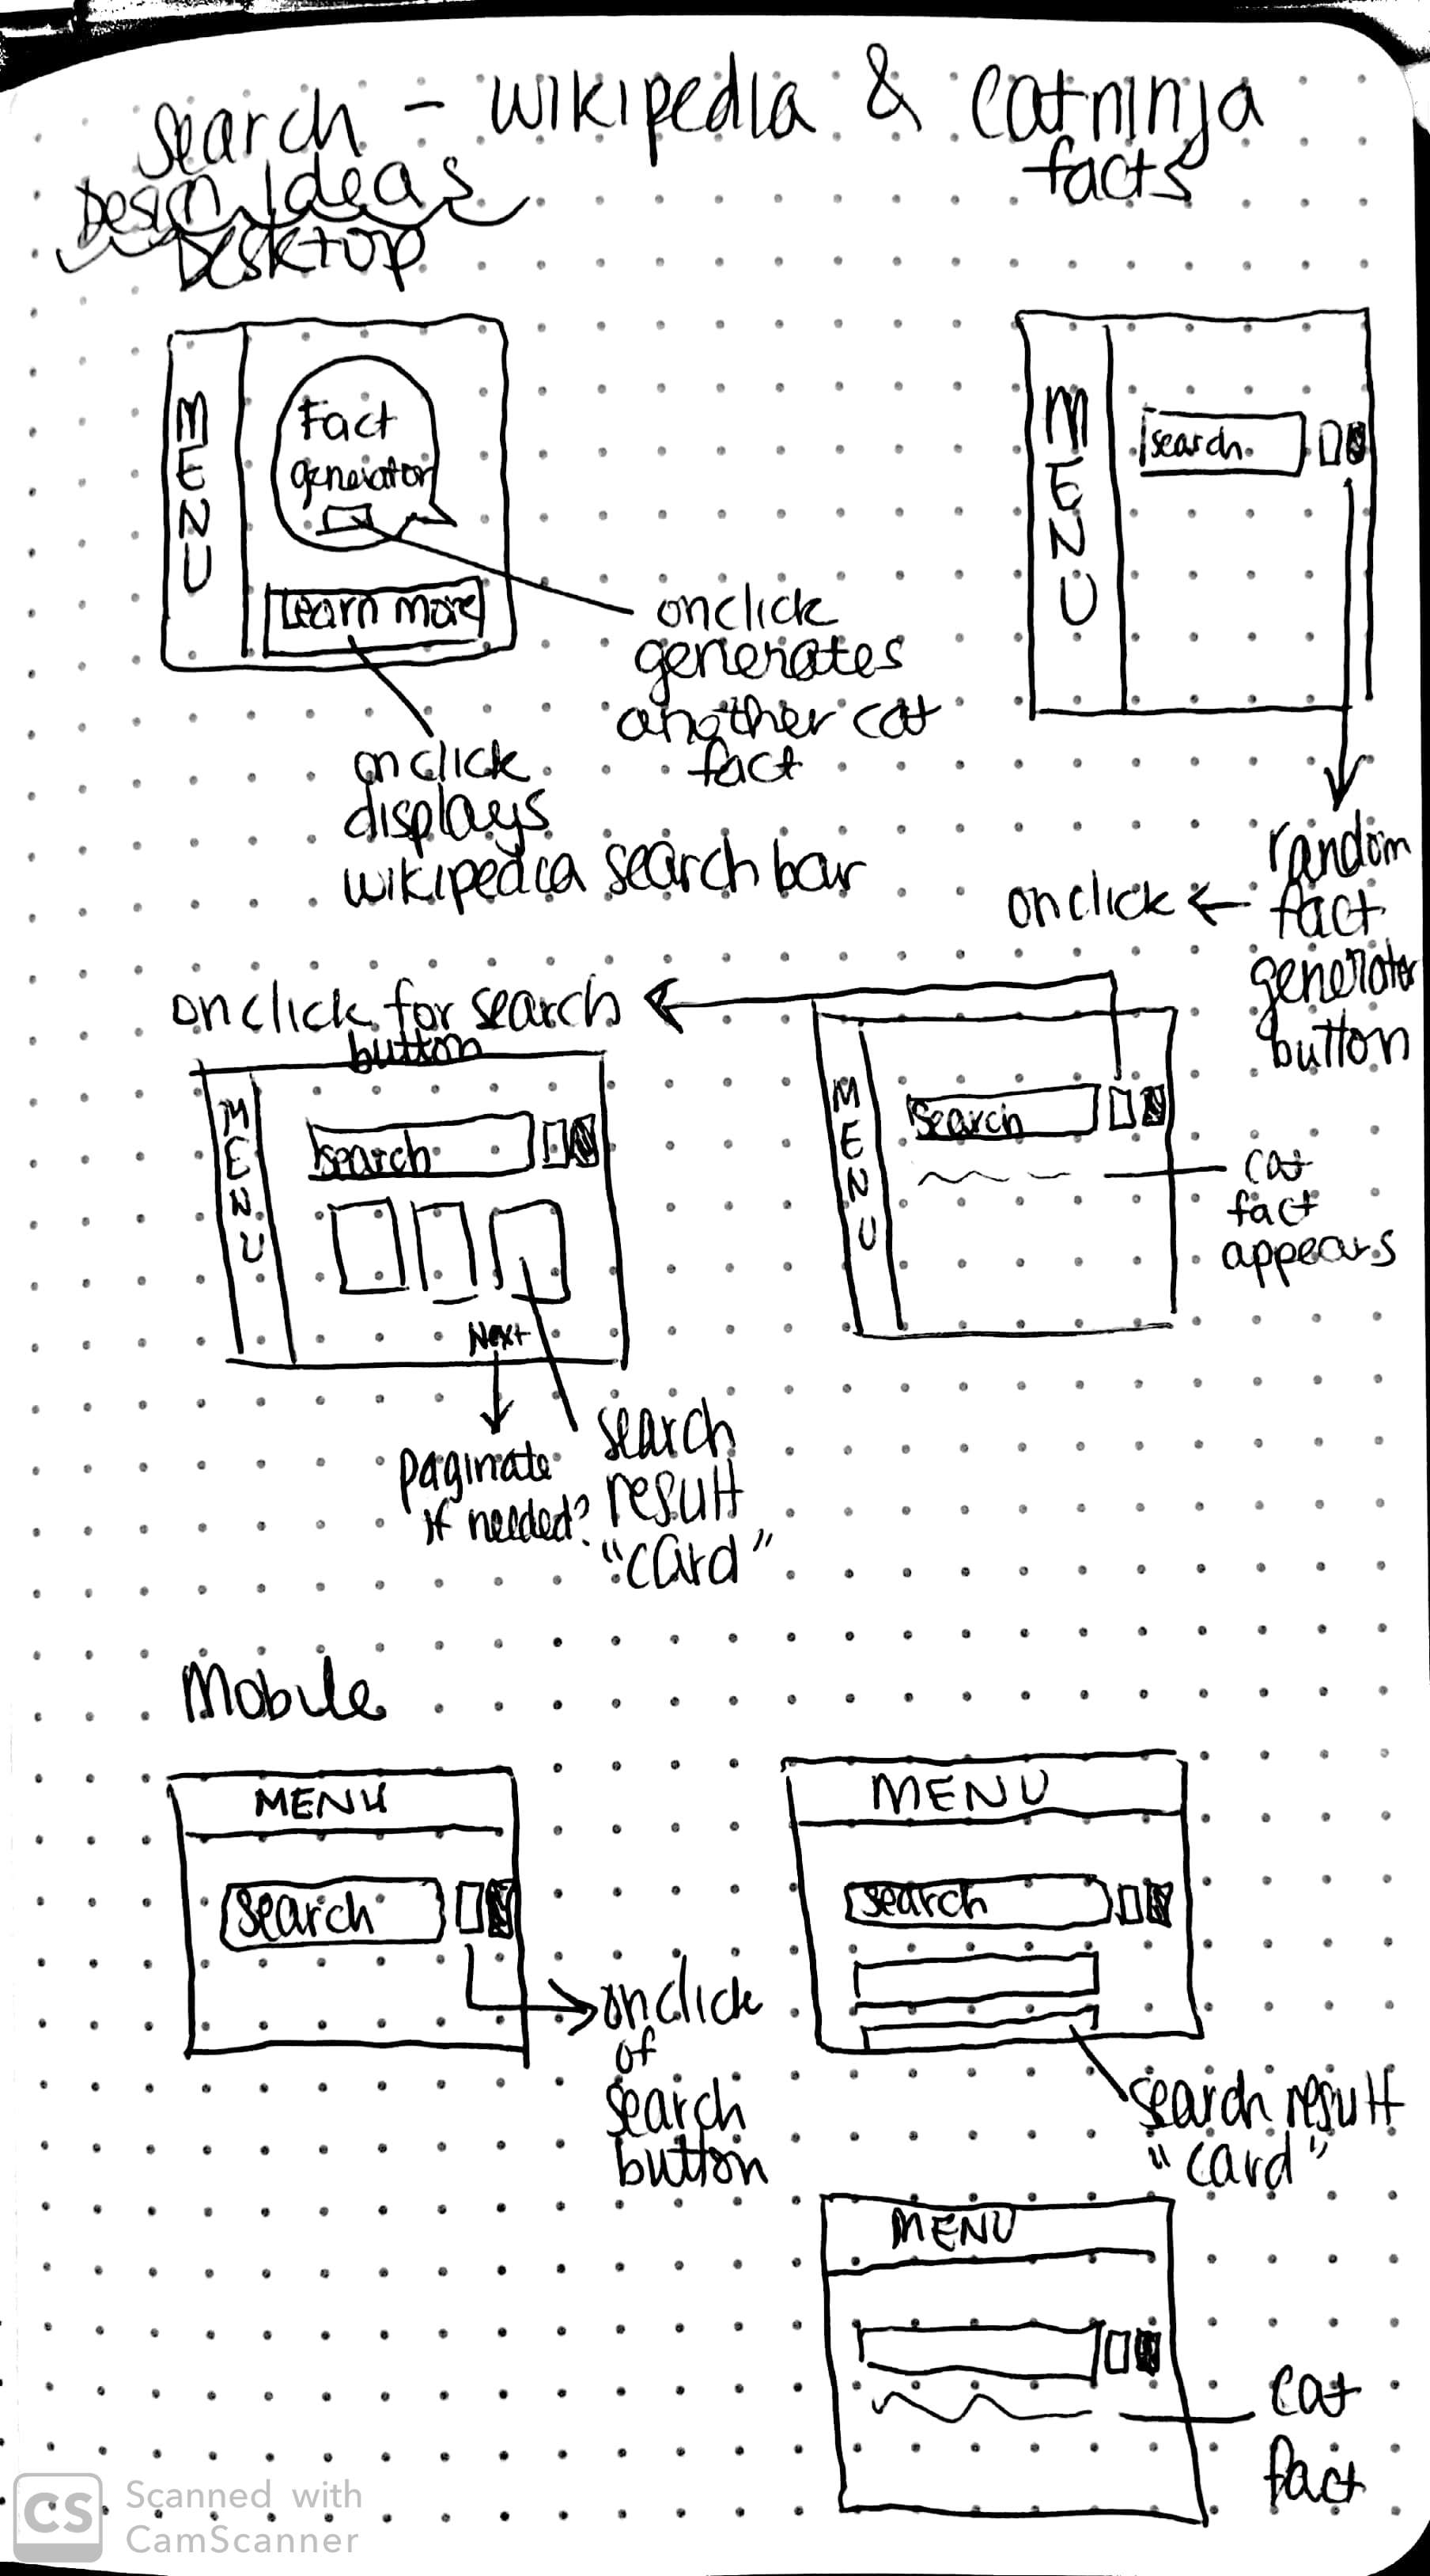 Search - Wikipedia & catninja
facts
Design Ideas
Desktop
MENU
Fact
generator
Learn more
onclick
generates
another cat
fact
onclick
displays
wikipedia search bar
MENU
search
random
fact
generator
button
onclick
onclick for search
button
MENU
search
Next
paginate
if needed?
search
result
"card"
MENU
Search
cat
fact
appears
Mobile
MENU
Search
onclick
of
search
button
MENU
Search
search result
"card"
MENU
cat
fact
CS
Scanned with
CamScanner